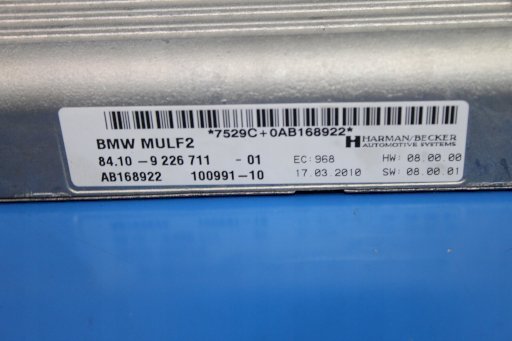 *7529C+0AB168922*
BMW MULF2
HARMAN/BECKER
AUTOMOTIVE SYSTEMS
84.10-9 226 711 -01 EC:968 HW: 08.00.00
AB168922 100991-10 17.03.2010 SW: 08.00.01